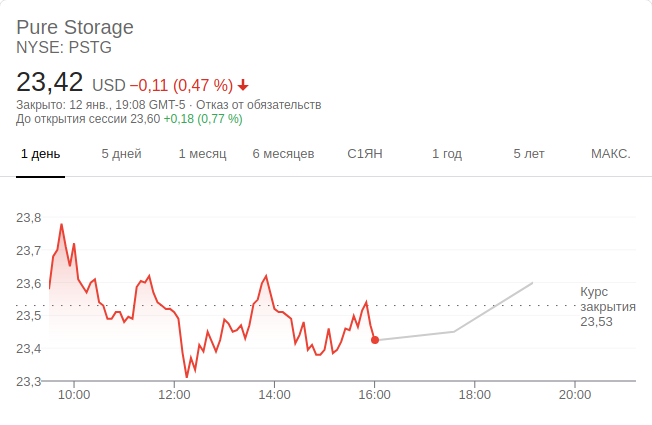 Pure Storage
NYSE: PSTG
23,42 USD −0,11 (0,47 %)
Закрыто: 12 янв., 19:08 GMT-5 · Отказ от обязательств
До открытия сессии 23,60 +0,18 (0,77 %)
1 день 5 дней 1 месяц 6 месяцев С1ЯН 1 год 5 лет МАКС.
23,8
23,7
23,6
23,5
23,4
23,3
Курс
закрытия
23,53
10:00 12:00 14:00 16:00 18:00 20:00